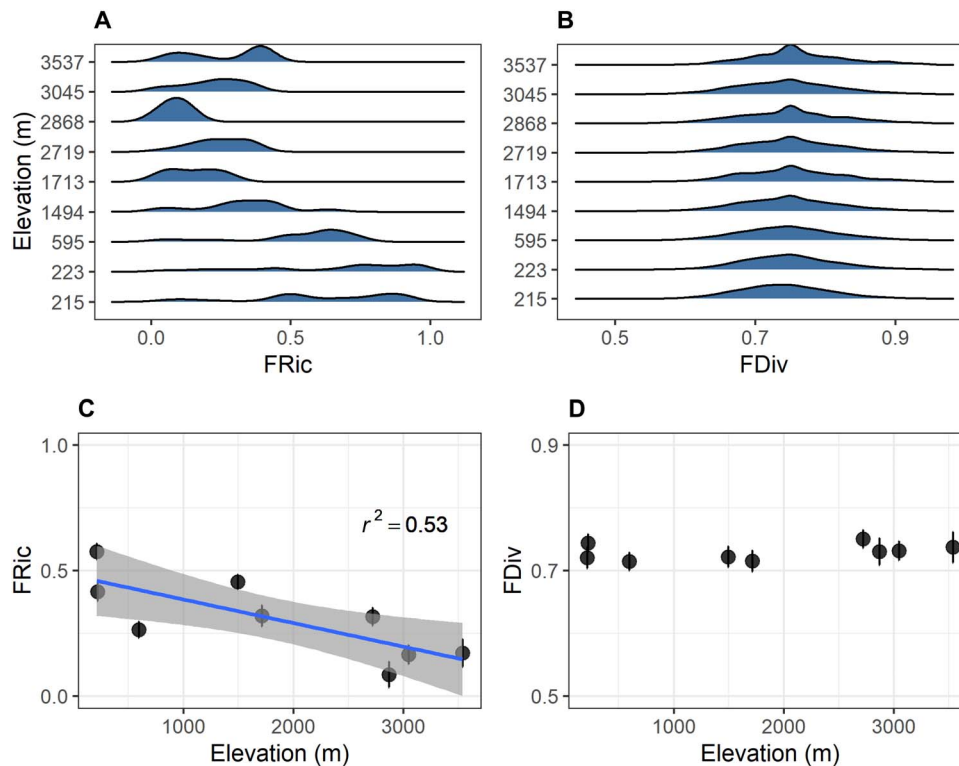 A
Elevation (m)
3537
3045
2868
2719
1713
1494
595
223
215
0.0 0.5 1.0
FRic
B
3537
3045
2868
2719
1713
1494
595
223
215
0.5 0.7 0.9
FDiv
C
FRic
1.0
0.5
0.0
r² = 0.53
1000 2000 3000
Elevation (m)
D
FDiv
0.9
0.7
0.5
1000 2000 3000
Elevation (m)